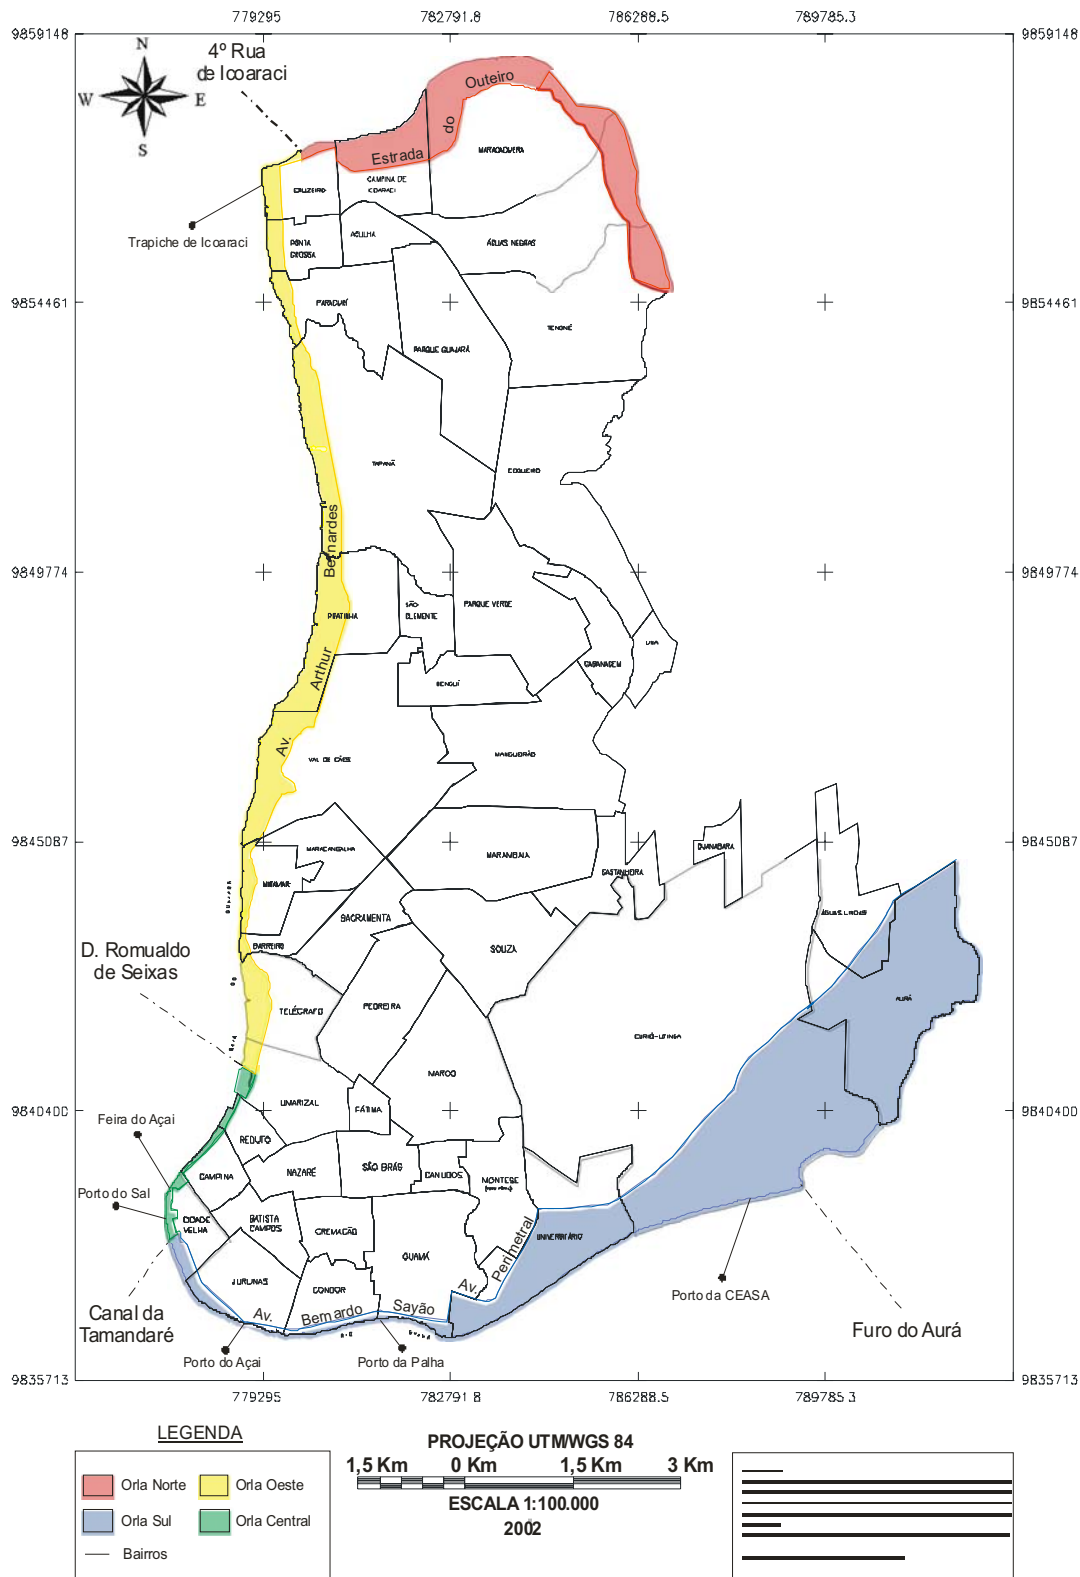 779295 782791.8 786288.5 789785.3
9859148 9859148
N
W E
S
4º Rua
de Icoaraci
Outeiro
do
Estrada
MARACACUERA
CRUZEIRO
CAMPINA DE
ICOARACI
Trapiche de Icoaraci
PONTA
GROSSA
AGULHA
ÁGUAS NEGRAS
9854461 9854461
PARACURÍ
TENONÉ
PARQUE GUAJARÁ
TAPANÃ
COQUEIRO
Bernardes
9849774 9849774
PRATINHA
SÃO
CLEMENTE
PARQUE VERDE
UNA
CABANAGEM
Arthur
BENGUÍ
Av.
VAL DE CÃES
MANGUEIRÃO
9845087 9845087
MARACANGALHA
MARAMBAIA
GUANABARA
CASTANHEIRA
MIRAMAR
SACRAMENTA
ÁGUAS LINDAS
BARREIRO
SOUZA
D. Romualdo
de Seixas
TELÉGRAFO
PEDREIRA
AURÁ
CURIÓ-UTINGA
MARCO
UMARIZAL
FÁTIMA
9840400 9840400
Feira do Açai
REDUTO
CAMPINA
NAZARÉ
SÃO BRÁS
CANUDOS
MONTESE
Porto do Sal
CIDADE
VELHA
BATISTA
CAMPOS
CREMAÇÃO
GUAMÁ
UNIVERSITÁRIO
Perimetral
Av.
JURUNAS
CONDOR
Porto da CEASA
Canal da
Tamandaré
Av.
Bernardo
Sayão
Furo do Aurá
Porto do Açai
Porto da Palha
9835713 9835713
779295 782791.8 786288.5 789785.3
LEGENDA
Orla Norte
Orla Oeste
Orla Sul
Orla Central
Bairros
PROJEÇÃO UTM/WGS 84
1,5 Km 0 Km 1,5 Km 3 Km
ESCALA 1:100.000
2002